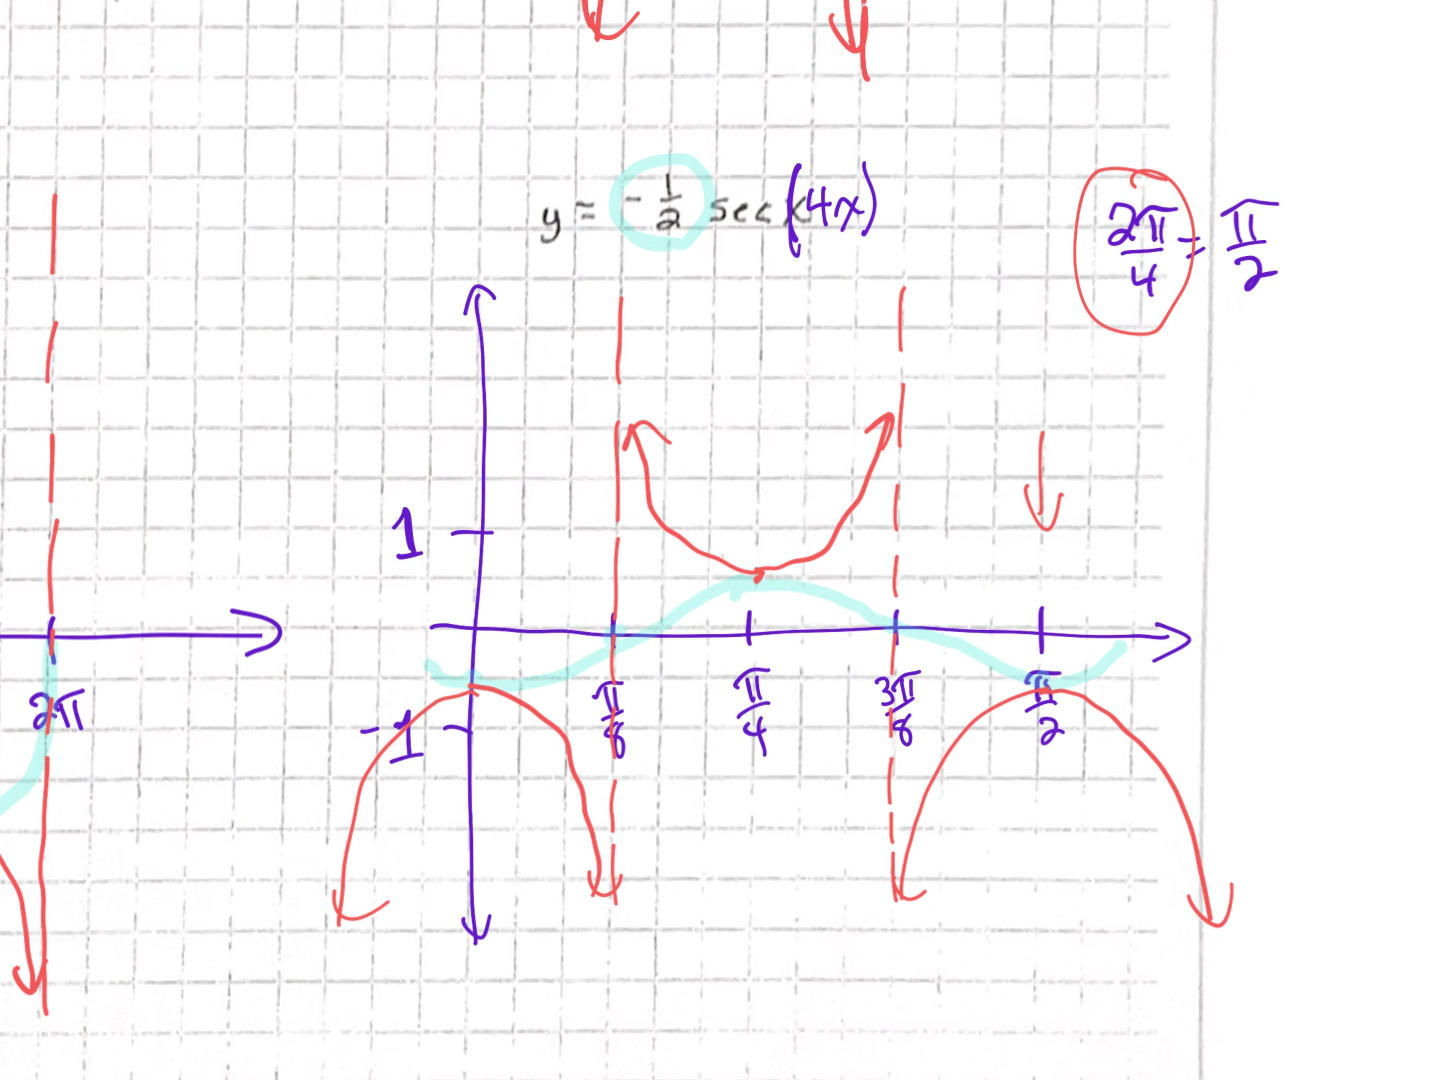 y = - 1/2 sec (4x)
2π/4 = π/2
1
2π
-1
π/8 π/4 3π/8 π/2